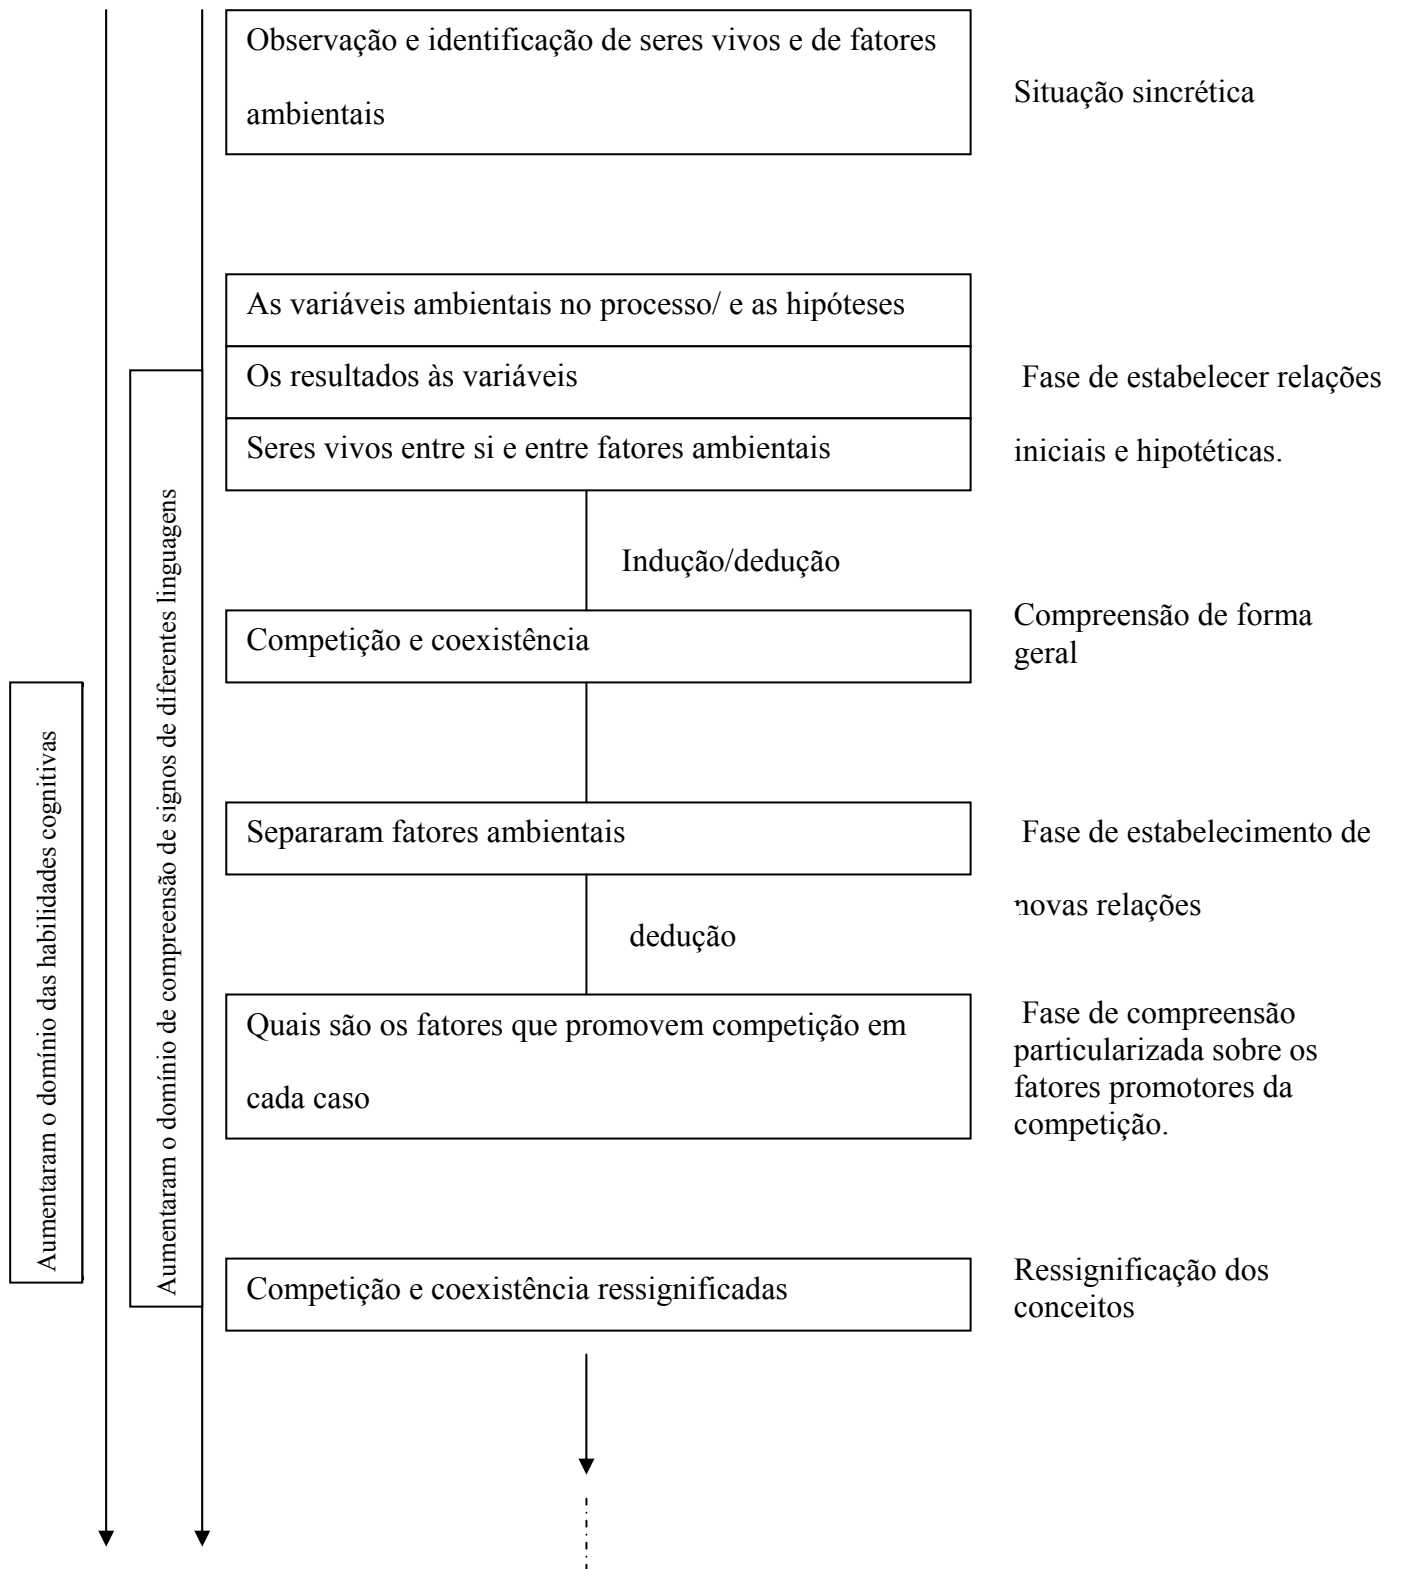 Observação e identificação de seres vivos e de fatores
ambientais
Situação sincrética
As variáveis ambientais no processo/ e as hipóteses
Os resultados às variáveis
Seres vivos entre si e entre fatores ambientais
Fase de estabelecer relações
iniciais e hipotéticas.
Indução/dedução
Competição e coexistência
Compreensão de forma
geral
Separaram fatores ambientais
Fase de estabelecimento de
novas relações
dedução
Quais são os fatores que promovem competição em
cada caso
Fase de compreensão
particularizada sobre os
fatores promotores da
competição.
Competição e coexistência ressignificadas
Ressignificação dos
conceitos
Aumentaram o domínio das habilidades cognitivas
Aumentaram o domínio de compreensão de signos de diferentes linguagens